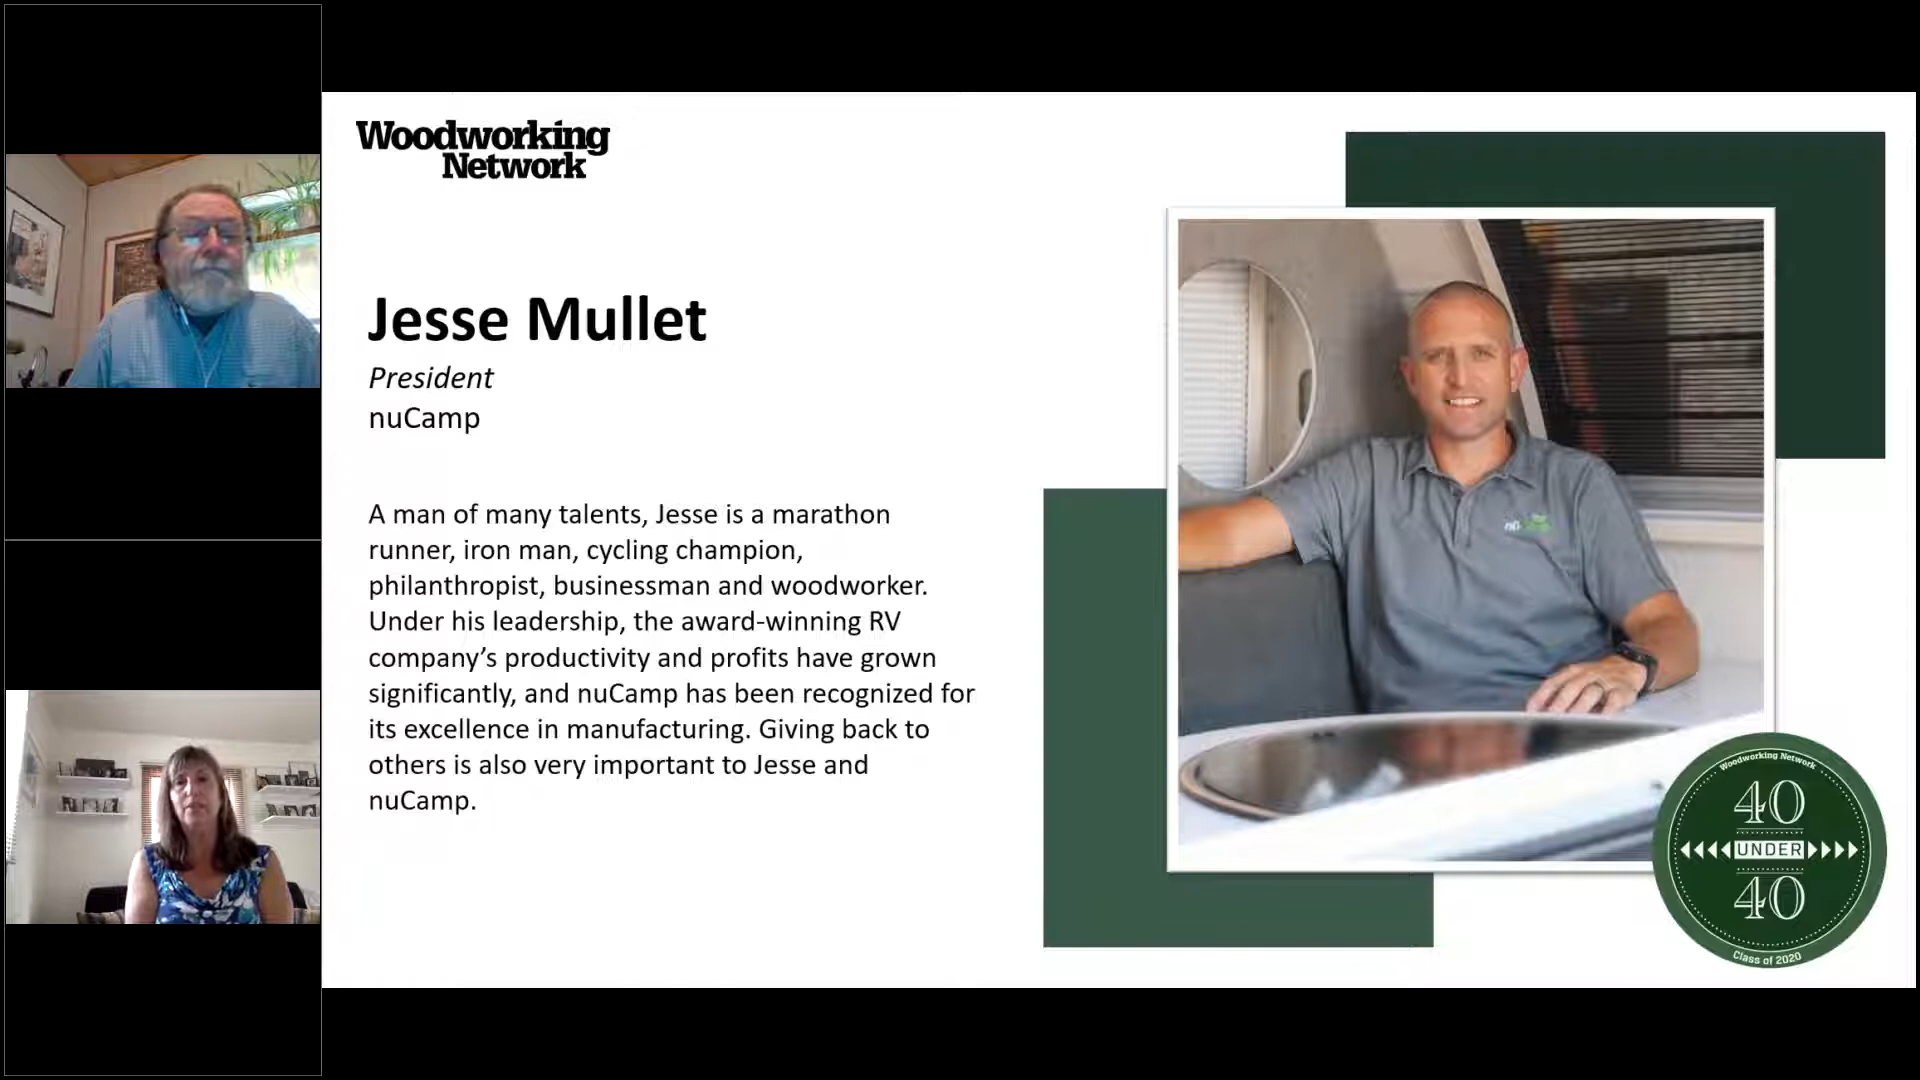 Woodworking
Network
Jesse Mullet
President
nuCamp
A man of many talents, Jesse is a marathon
runner, iron man, cycling champion,
philanthropist, businessman and woodworker.
Under his leadership, the award-winning RV
company’s productivity and profits have grown
significantly, and nuCamp has been recognized for
its excellence in manufacturing. Giving back to
others is also very important to Jesse and
nuCamp.
Woodworking Network
40
UNDER
40
Class of 2020